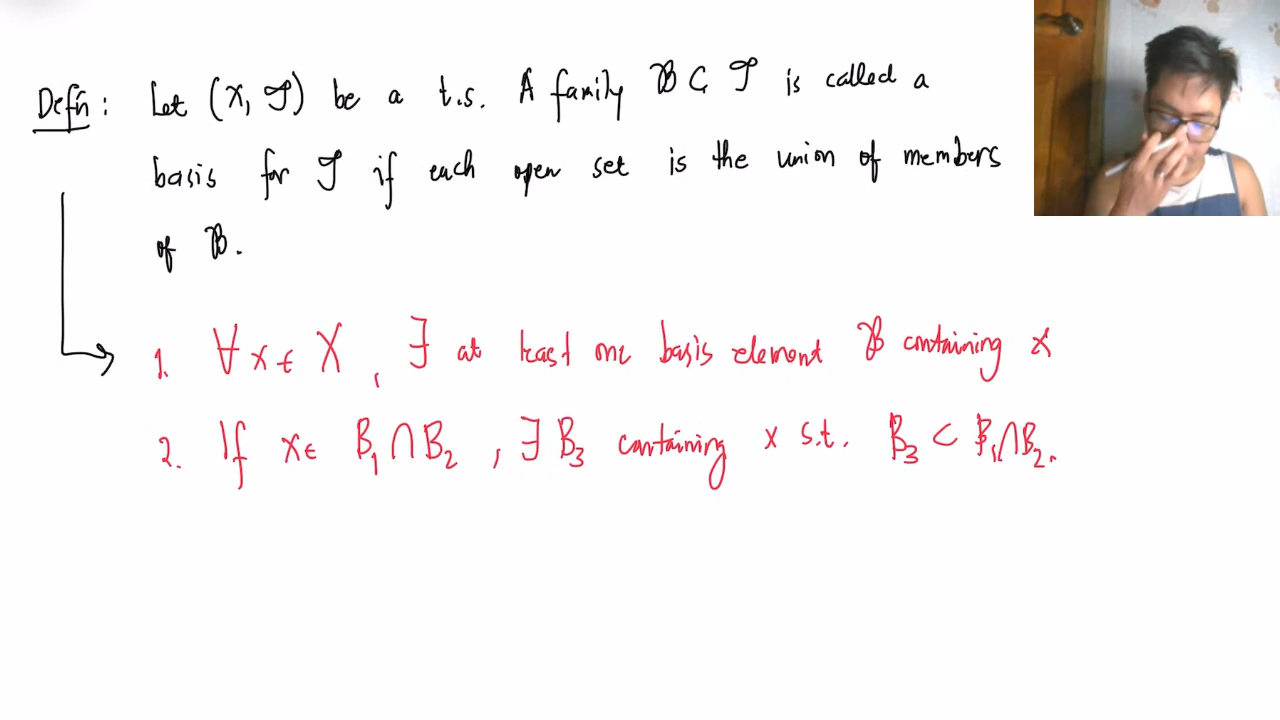 Defn: Let (X, 𝒯) be a t.s. A family ℬ ⊂ 𝒯 is called a
basis for 𝒯 if each open set is the union of members
of ℬ.
1. ∀ x ∈ X, ∃ at least one basis element ℬ containing x
2. If x ∈ B₁ ∩ B₂, ∃ B₃ containing x s.t. B₃ ⊂ B₁ ∩ B₂.